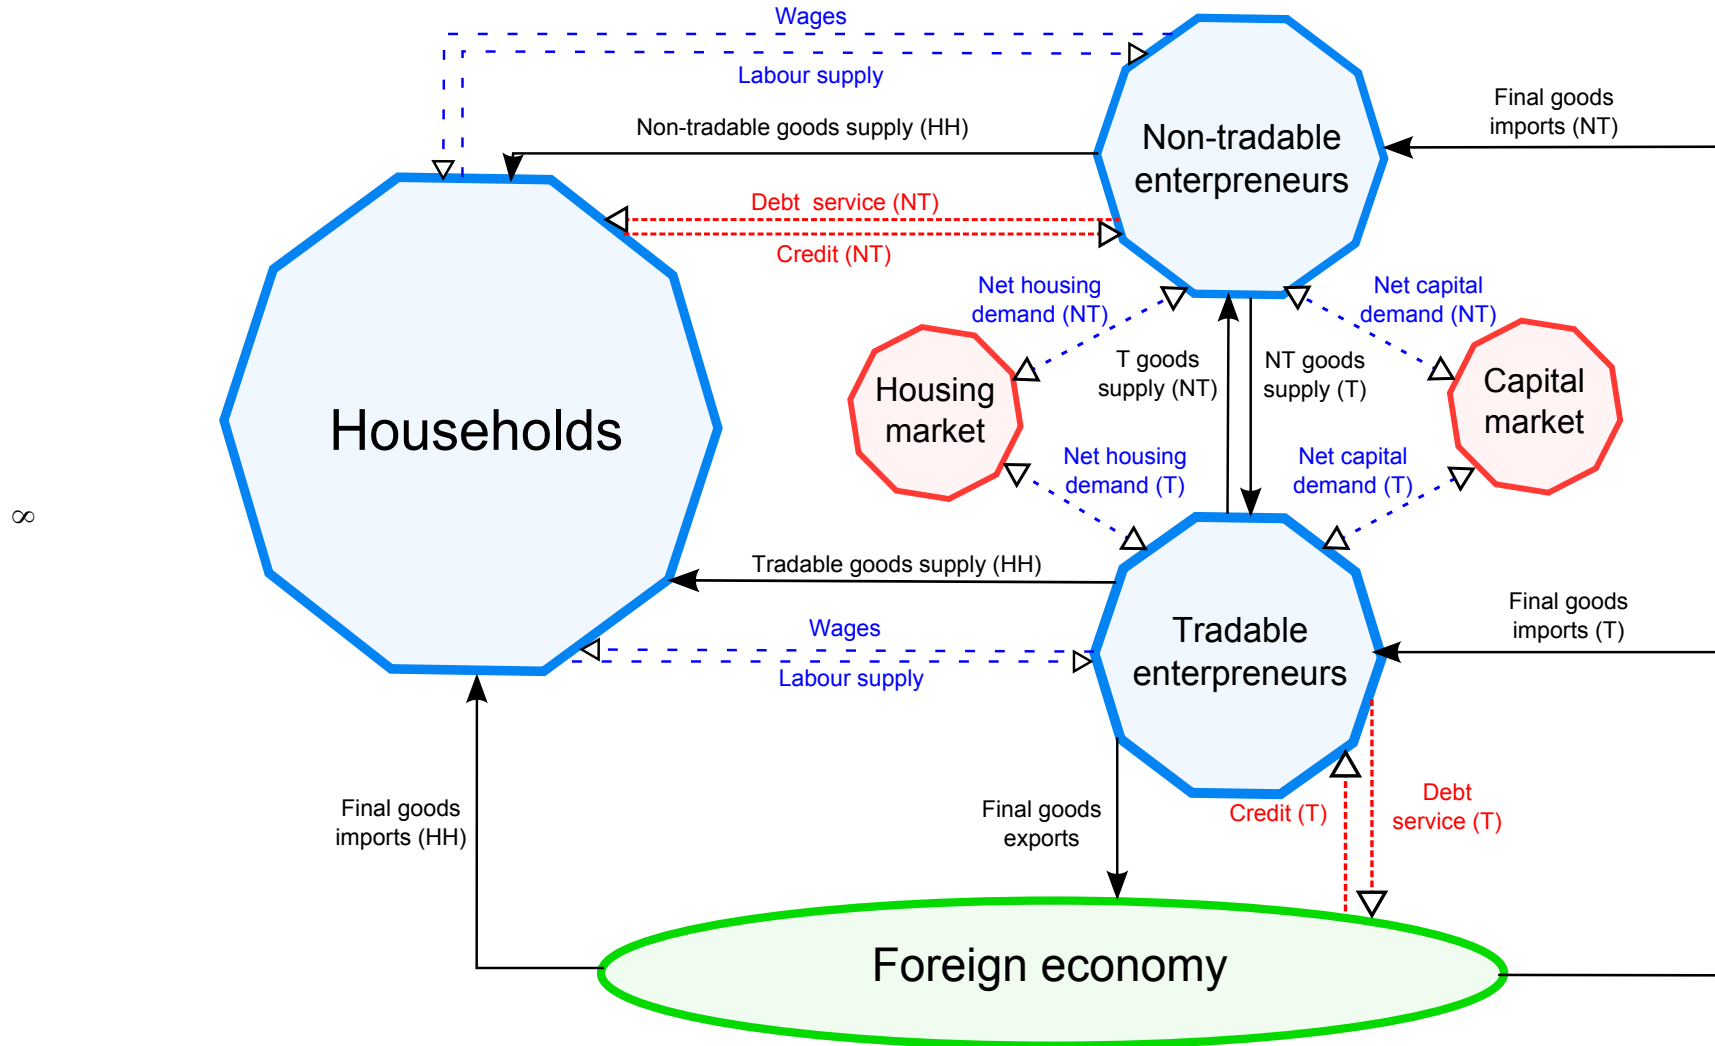 Wages
Labour supply
Non-tradable goods supply (HH)
Non-tradable
enterpreneurs
Final goods
imports (NT)
Debt  service (NT)
Credit (NT)
Net housing
demand (NT)
Net capital
demand (NT)
Households
Housing
market
T goods
supply (NT)
NT goods
supply (T)
Capital
market
Net housing
demand (T)
Net capital
demand (T)
∞
Tradable goods supply (HH)
Wages
Labour supply
Tradable
enterpreneurs
Final goods
imports (T)
Final goods
imports (HH)
Final goods
exports
Credit (T)
Debt
service (T)
Foreign economy